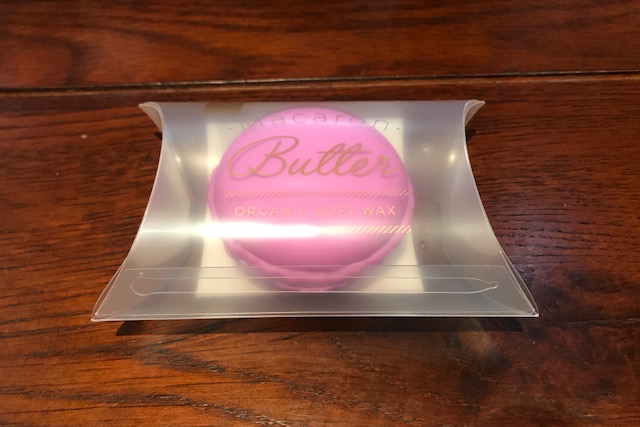 Macaron
Butter
ORGANIC SOFT WAX